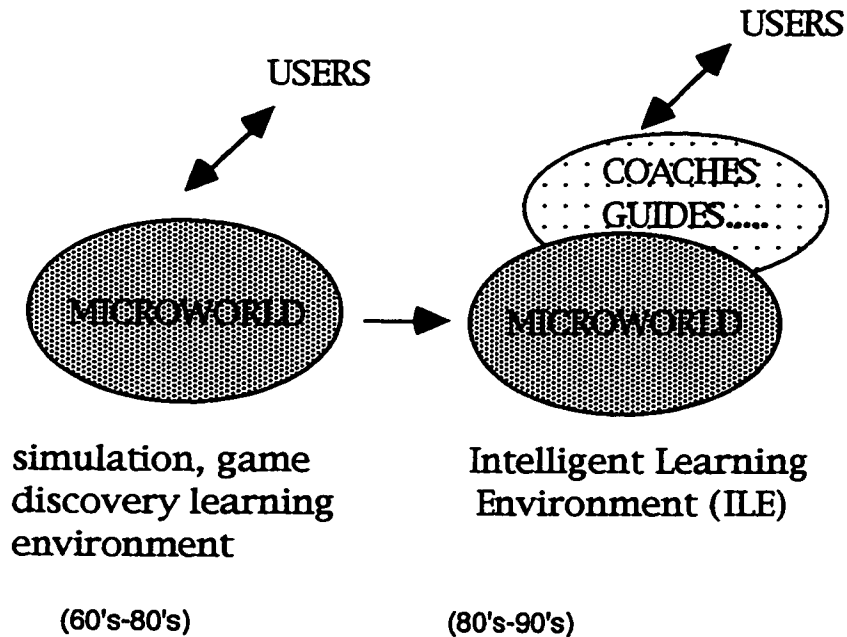 USERS
MICROWORLD
simulation, game
discovery learning
environment
(60's-80's)
USERS
COACHES
GUIDES.....
MICROWORLD
Intelligent Learning
Environment (ILE)
(80's-90's)